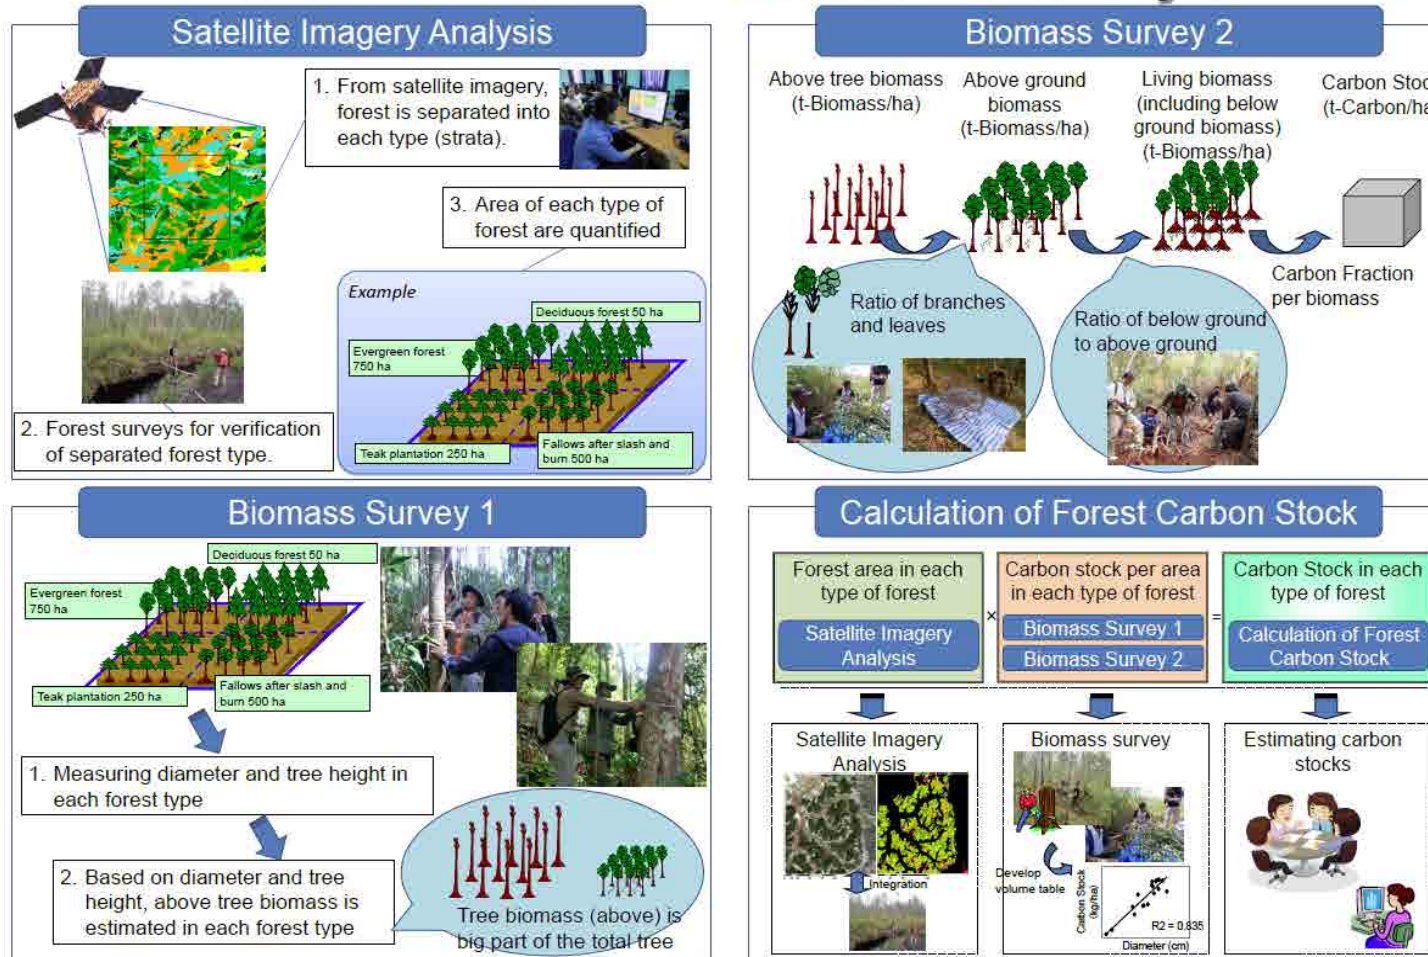 Satellite Imagery Analysis
1. From satellite imagery,
forest is separated into
each type (strata).
3. Area of each type of
forest are quantified
Example
Deciduous forest 50 ha
Evergreen forest
750 ha
Teak plantation 250 ha
Fallows after slash and
burn 500 ha
2. Forest surveys for verification
of separated forest type.
Biomass Survey 2
Above tree biomass
(t-Biomass/ha)
Above ground
biomass
(t-Biomass/ha)
Living biomass
(including below
ground biomass)
(t-Biomass/ha)
Carbon Stoc
(t-Carbon/ha
Carbon Fraction
per biomass
Ratio of branches
and leaves
Ratio of below ground
to above ground
Biomass Survey 1
Deciduous forest 50 ha
Evergreen forest
750 ha
Teak plantation 250 ha
Fallows after slash and
burn 500 ha
1. Measuring diameter and tree height in
each forest type
2. Based on diameter and tree
height, above tree biomass is
estimated in each forest type
Tree biomass (above) is
big part of the total tree
Calculation of Forest Carbon Stock
Forest area in each
type of forest
Satellite Imagery
Analysis
×
Carbon stock per area
in each type of forest
Biomass Survey 1
Biomass Survey 2
=
Carbon Stock in each
type of forest
Calculation of Forest
Carbon Stock
Satellite Imagery
Analysis
Integration
Biomass survey
Develop
volume table
Carbon Stock
(kg/ha)
R2 = 0.835
Diameter (cm)
Estimating carbon
stocks